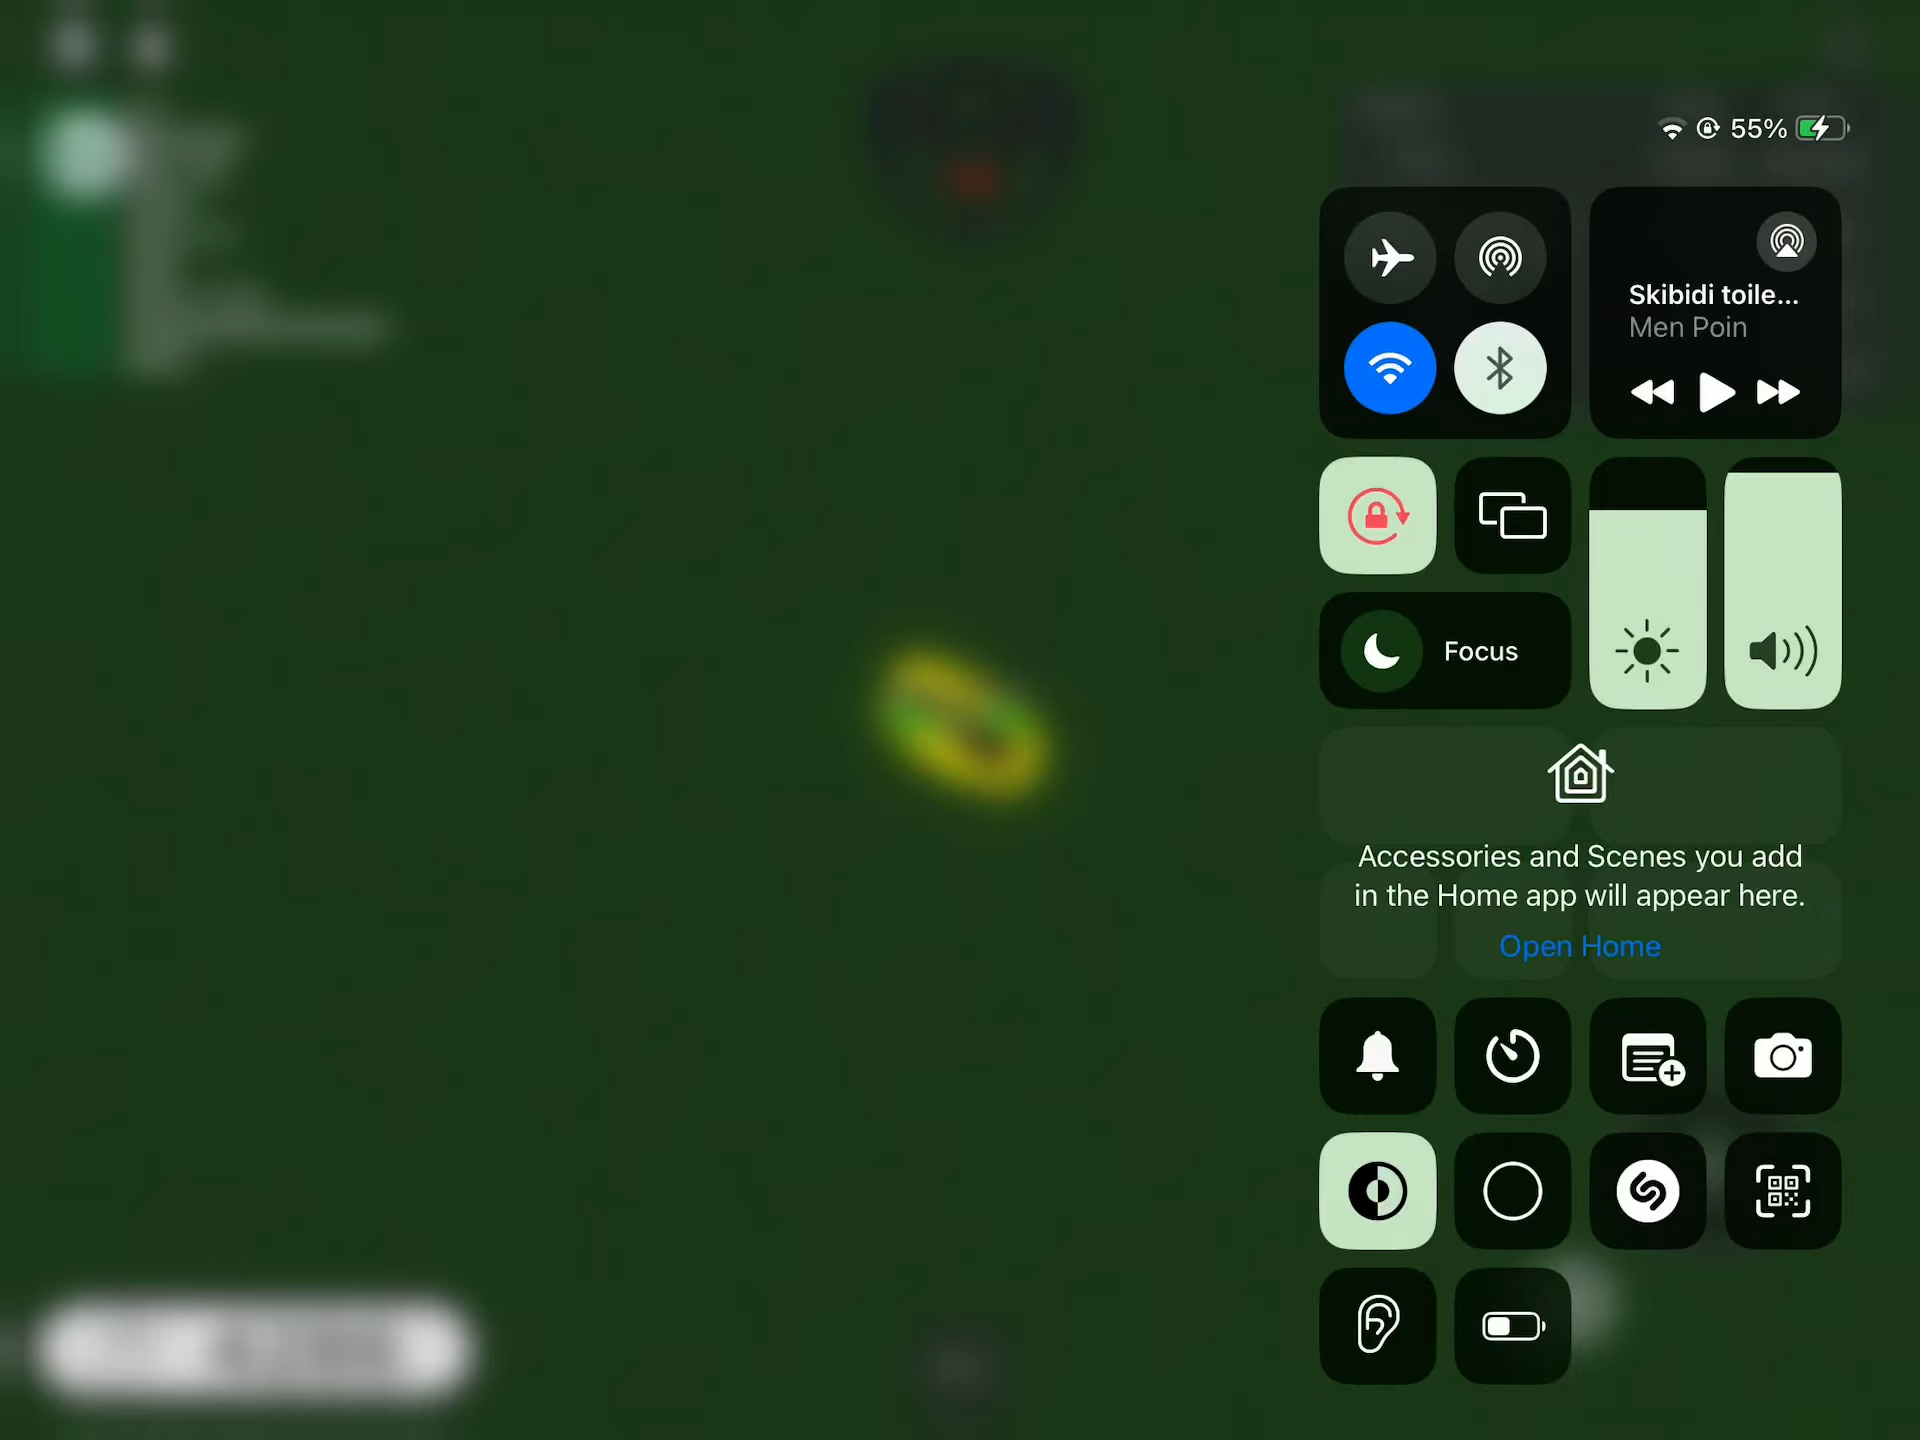 55%
Skibidi toile...
Men Poin
Focus
Accessories and Scenes you add
in the Home app will appear here.
Open Home